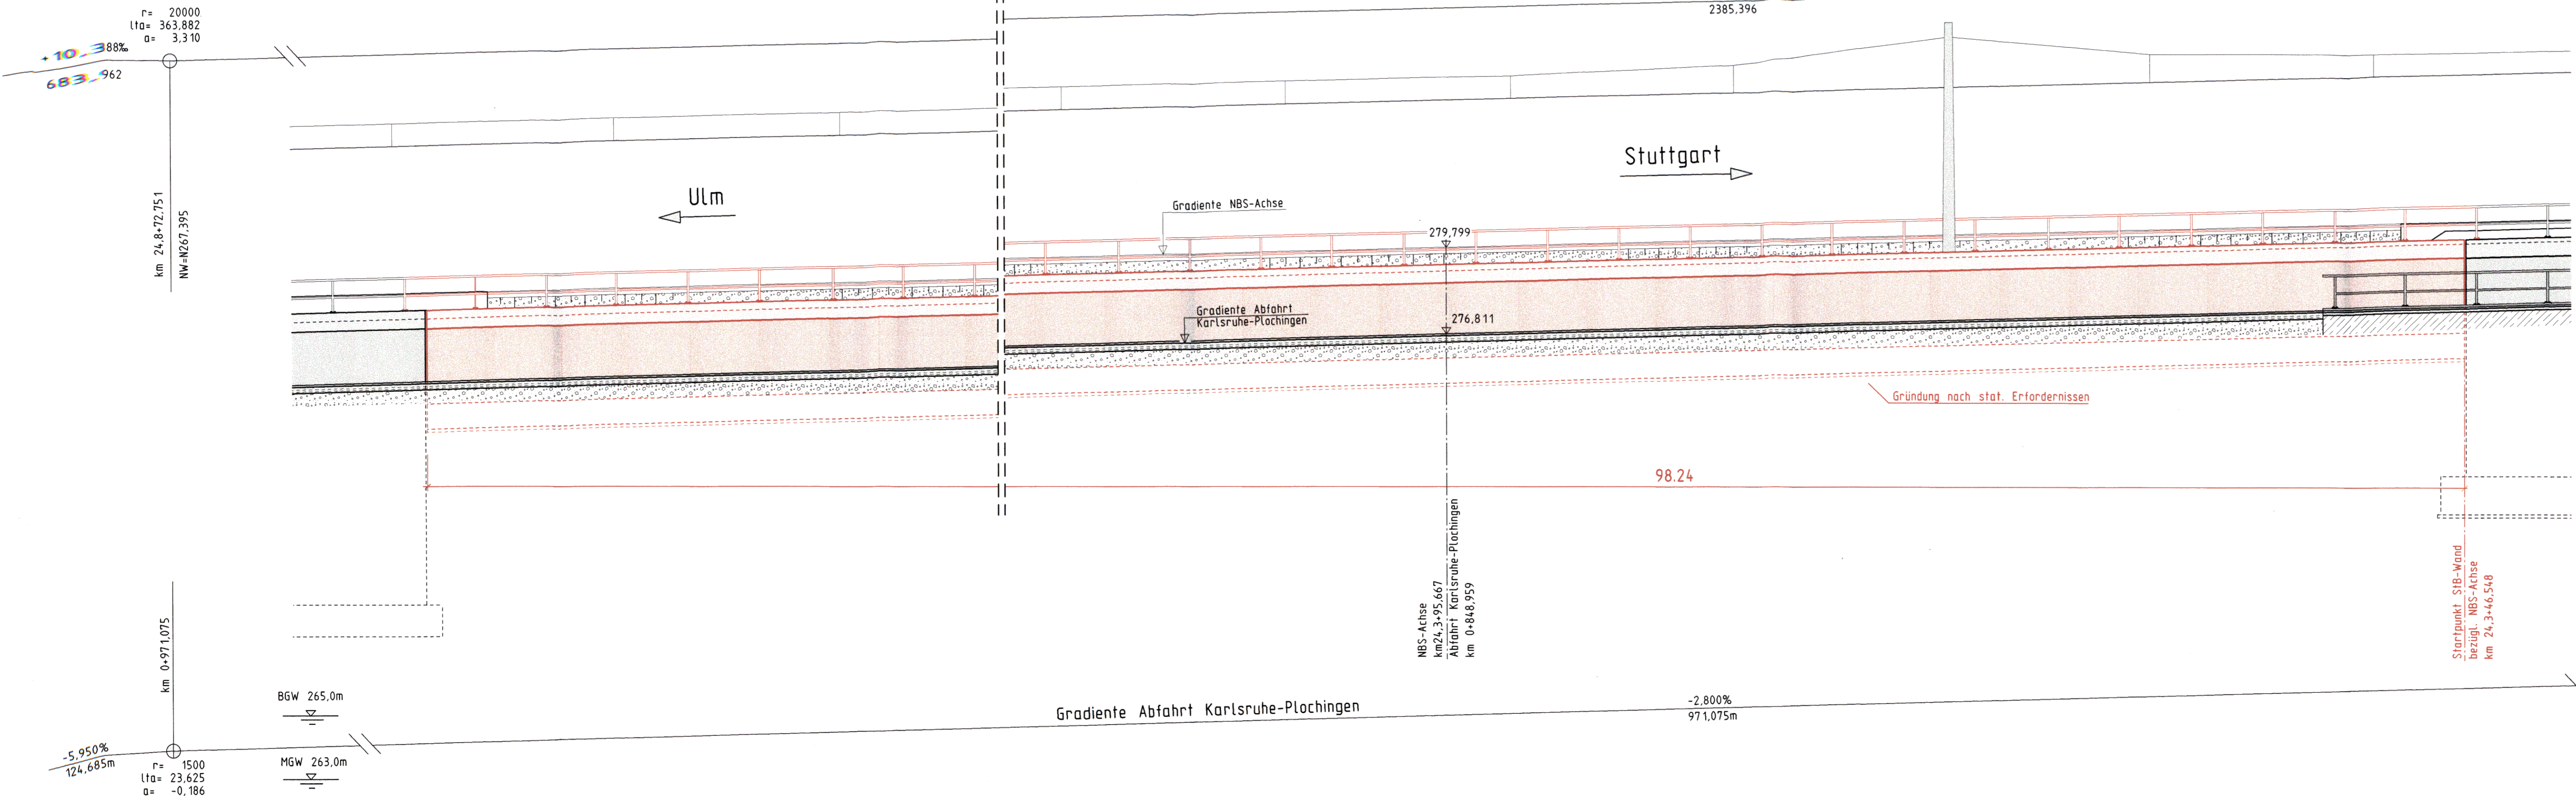 r= 20000
lta= 363,882
a= 3,310
+10_388‰
683_962
km 24,8+72.751
NW=N267,395
2385,396
Ulm
Stuttgart
Gradiente NBS-Achse
279,799
Gradiente Abfahrt
Karlsruhe-Plochingen
276,811
Gründung nach stat. Erfordernissen
98.24
NBS-Achse
km24,3+95,667
Abfahrt Karlsruhe-Plochingen
km 0+848,959
Startpunkt StB-Wand
bezügl. NBS-Achse
km 24,3+46,548
km 0+971,075
BGW 265,0m
MGW 263,0m
Gradiente Abfahrt Karlsruhe-Plochingen
-2,800%
971,075m
-5,950%
124,685m
r= 1500
lta= 23,625
a= -0,186